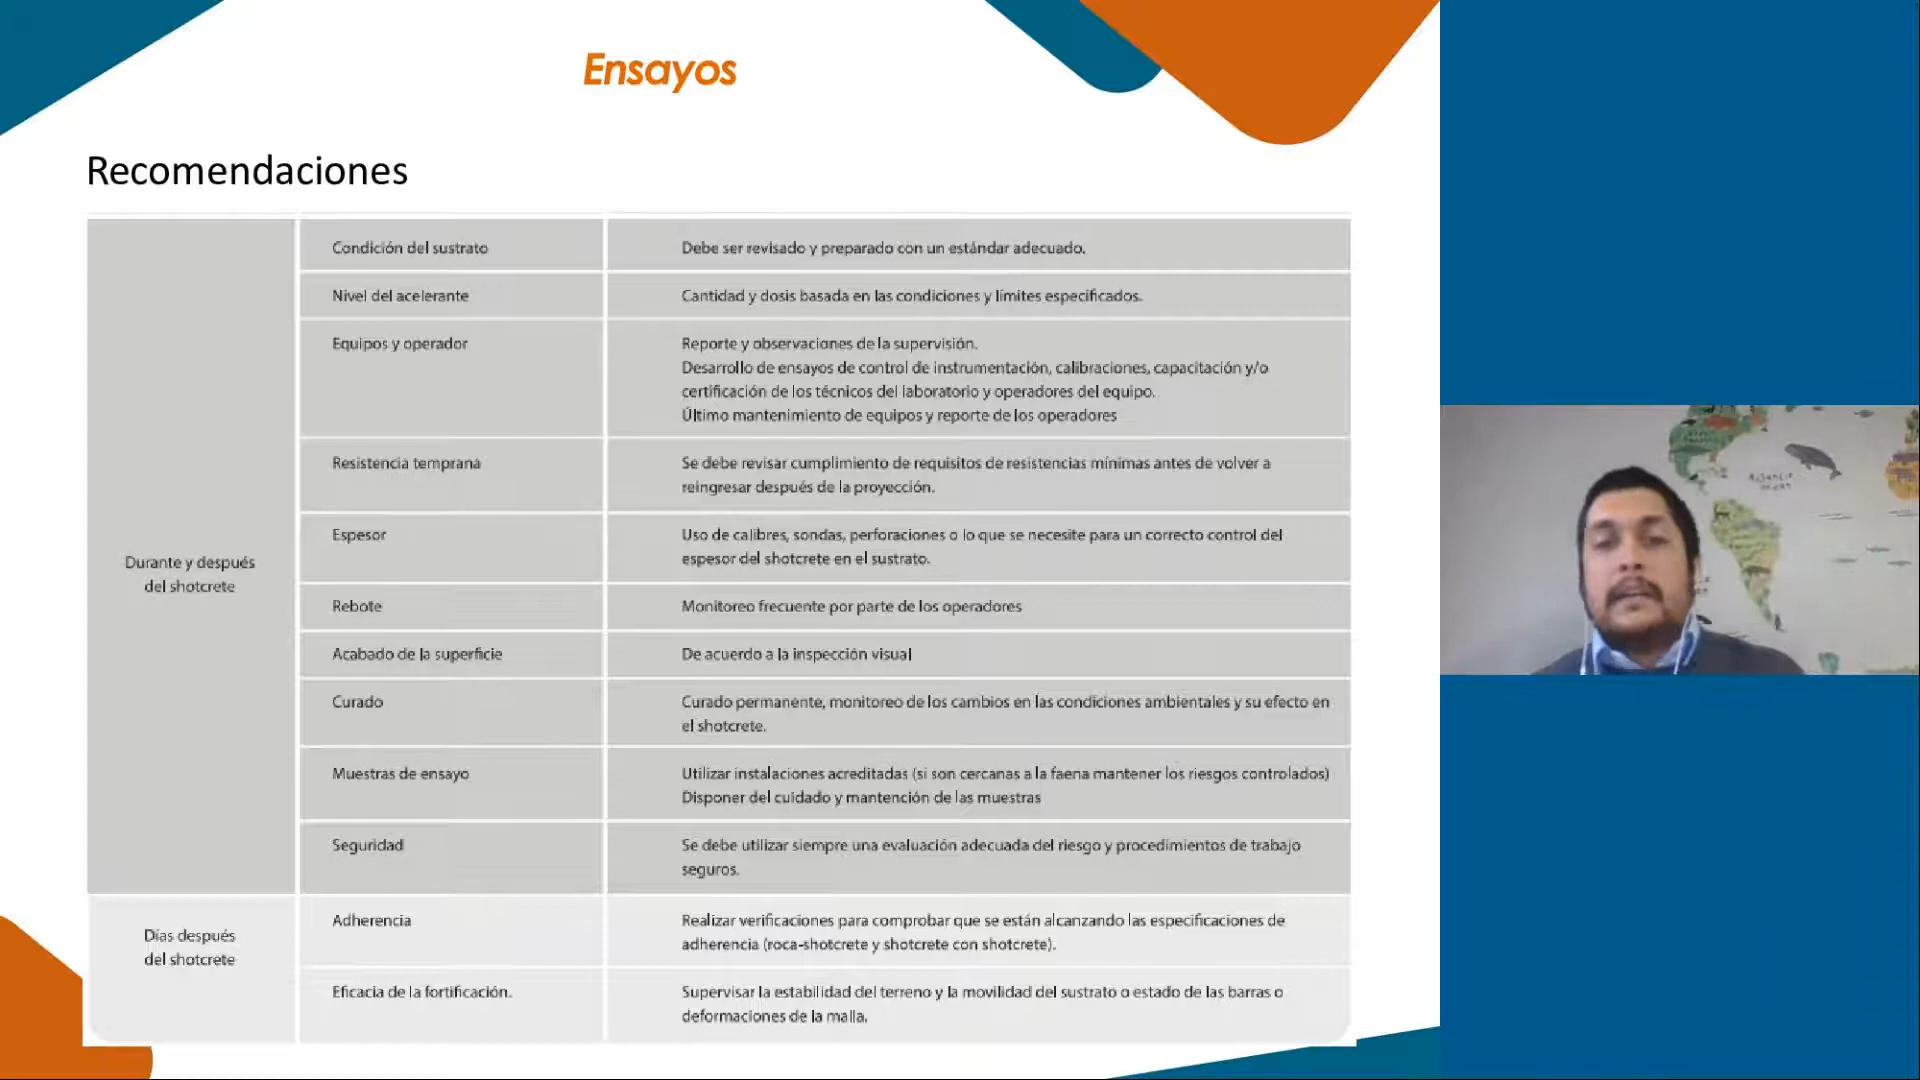 Ensayos
Recomendaciones
Durante y después
del shotcrete
Condición del sustrato
Debe ser revisado y preparado con un estándar adecuado.
Nivel del acelerante
Cantidad y dosis basada en las condiciones y límites especificados.
Equipos y operador
Reporte y observaciones de la supervisión.
Desarrollo de ensayos de control de instrumentación, calibraciones, capacitación y/o
certificación de los técnicos del laboratorio y operadores del equipo.
Último mantenimiento de equipos y reporte de los operadores
Resistencia temprana
Se debe revisar cumplimiento de requisitos de resistencias mínimas antes de volver a
reingresar después de la proyección.
Espesor
Uso de calibres, sondas, perforaciones o lo que se necesite para un correcto control del
espesor del shotcrete en el sustrato.
Rebote
Monitoreo frecuente por parte de los operadores
Acabado de la superficie
De acuerdo a la inspección visual
Curado
Curado permanente, monitoreo de los cambios en las condiciones ambientales y su efecto en
el shotcrete.
Muestras de ensayo
Utilizar instalaciones acreditadas (si son cercanas a la faena mantener los riesgos controlados)
Disponer del cuidado y mantención de las muestras
Seguridad
Se debe utilizar siempre una evaluación adecuada del riesgo y procedimientos de trabajo
seguros.
Días después
del shotcrete
Adherencia
Realizar verificaciones para comprobar que se están alcanzando las especificaciones de
adherencia (roca-shotcrete y shotcrete con shotcrete).
Eficacia de la fortificación.
Supervisar la estabilidad del terreno y la movilidad del sustrato o estado de las barras o
deformaciones de la malla.